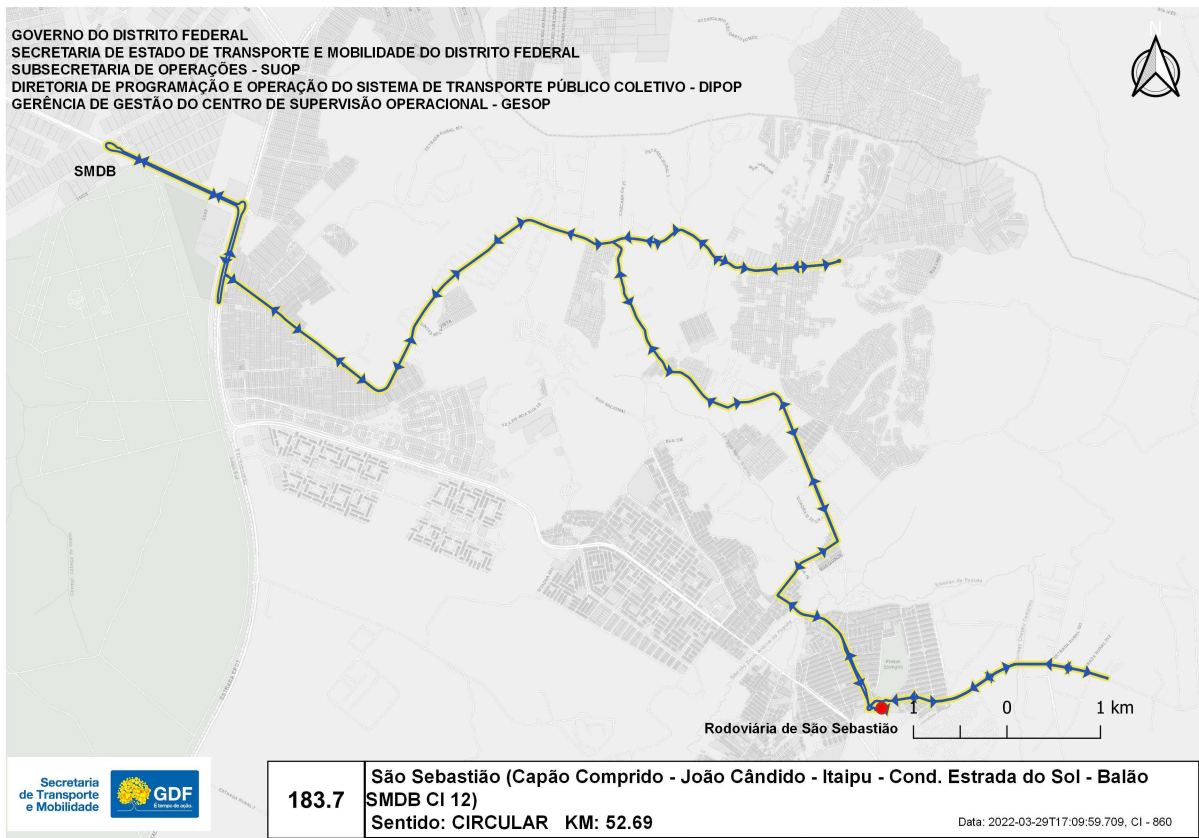 GOVERNO DO DISTRITO FEDERAL
SECRETARIA DE ESTADO DE TRANSPORTE E MOBILIDADE DO DISTRITO FEDERAL
SUBSECRETARIA DE OPERAÇÕES - SUOP
DIRETORIA DE PROGRAMAÇÃO E OPERAÇÃO DO SISTEMA DE TRANSPORTE PÚBLICO COLETIVO - DIPOP
GERÊNCIA DE GESTÃO DO CENTRO DE SUPERVISÃO OPERACIONAL - GESOP
N
SMDB
Rodoviária de São Sebastião
1 0 1 km
Secretaria
de Transporte
e Mobilidade
GDF
É tempo de ação.
183.7
São Sebastião (Capão Comprido - João Cândido - Itaipu - Cond. Estrada do Sol - Balão
SMDB CI 12)
Sentido: CIRCULAR KM: 52.69
Data: 2022-03-29T17:09:59.709, CI - 860